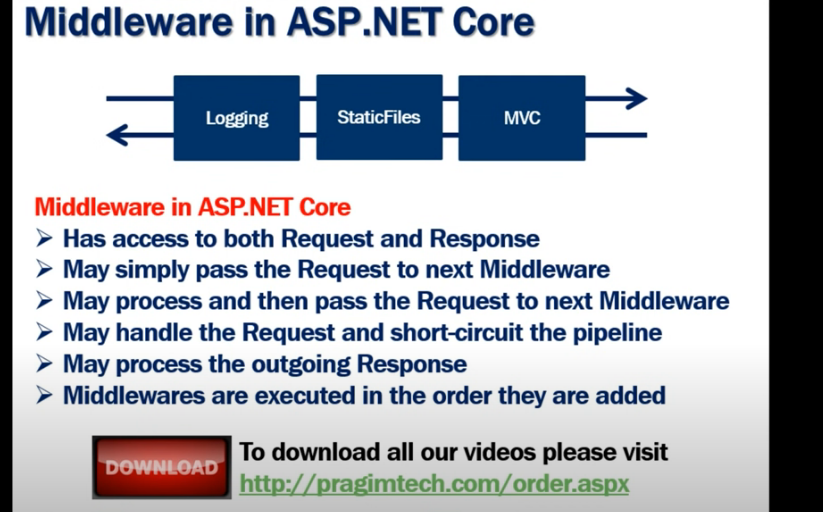 Middleware in ASP.NET Core
Logging
StaticFiles
MVC
Middleware in ASP.NET Core
Has access to both Request and Response
May simply pass the Request to next Middleware
May process and then pass the Request to next Middleware
May handle the Request and short-circuit the pipeline
May process the outgoing Response
Middlewares are executed in the order they are added
DOWNLOAD
To download all our videos please visit
http://pragimtech.com/order.aspx